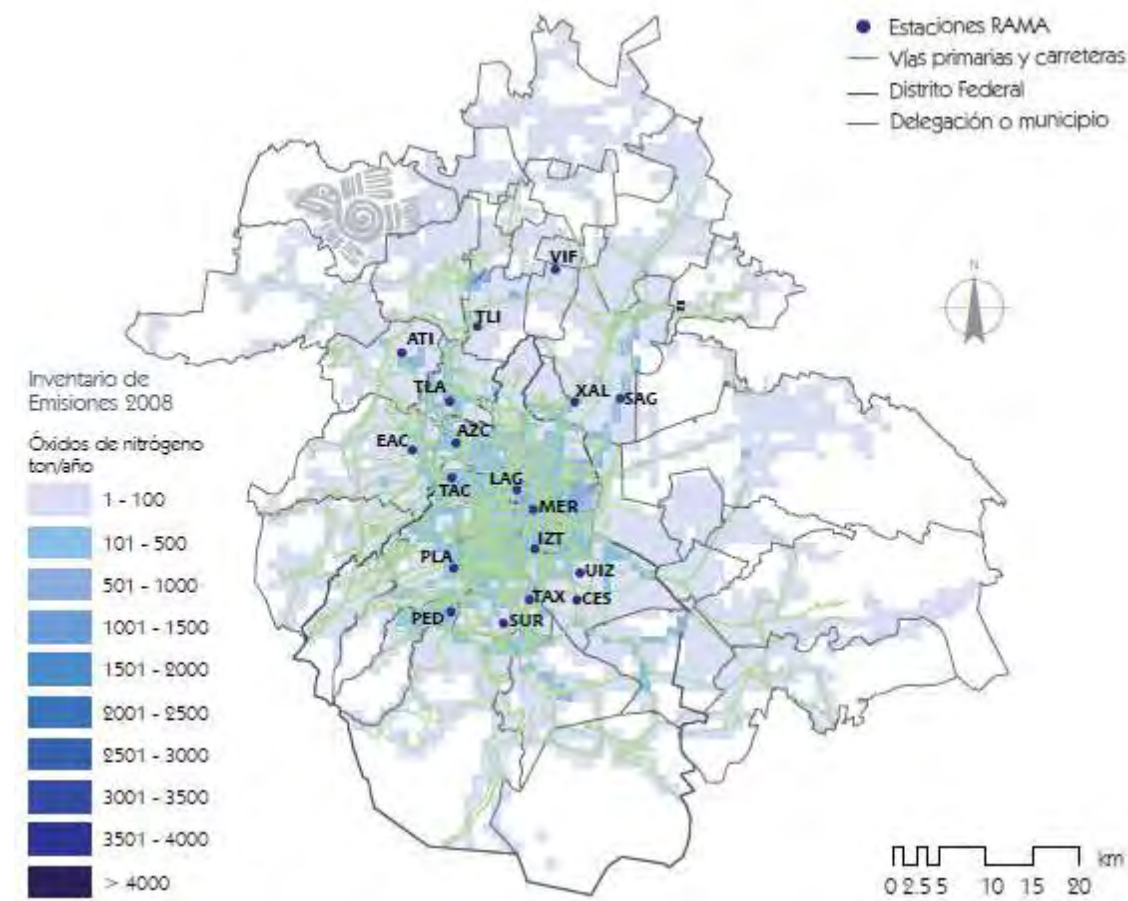 Estaciones RAMA
Vías primarias y carreteras
Distrito Federal
Delegación o municipio
N
VIF
TLI
ATI
TLA
XAL
SAG
AZC
EAC
TAC
LAG
MER
IZT
PLA
UIZ
TAX
CES
PED
SUR
Inventario de
Emisiones 2008
Óxidos de nitrógeno
ton/año
1 - 100
101 - 500
501 - 1000
1001 - 1500
1501 - 2000
2001 - 2500
2501 - 3000
3001 - 3500
3501 - 4000
> 4000
km
0 2.5 5 10 15 20